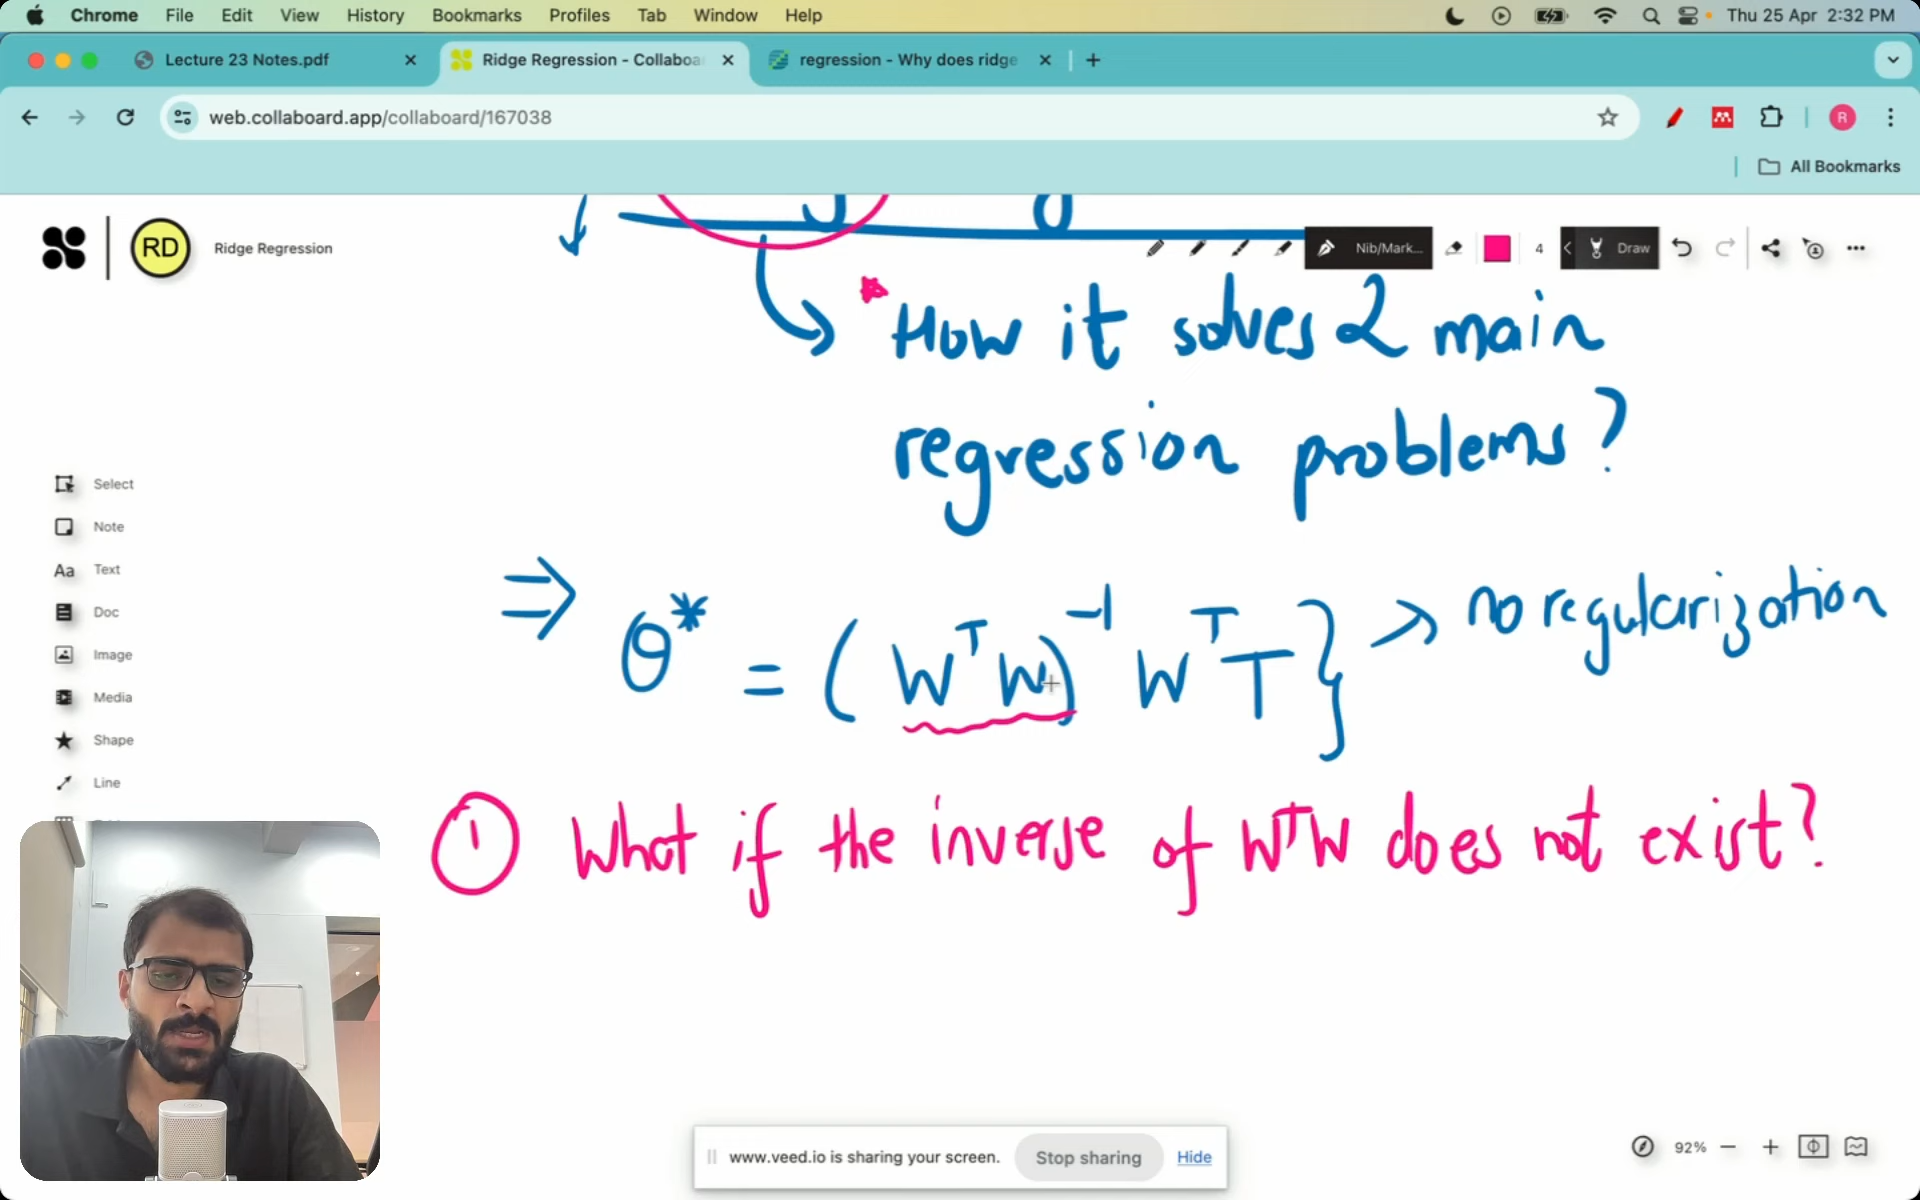 Chrome File Edit View History Bookmarks Profiles Tab Window Help Thu 25 Apr 2:32 PM
Lecture 23 Notes.pdf Ridge Regression - Collaboa regression - Why does ridge
web.collaboard.app/collaboard/167038 R
All Bookmarks
RD Ridge Regression Nib/Mark... 4 Draw
How it solves 2 main
regression problems?
Select
Note
Aa Text
Doc
Image
Media
Shape
Line
⇒ θ* = (WᵀW)⁻¹ WᵀT} → no regularization
① What if the inverse of WᵀW does not exist?
www.veed.io is sharing your screen. Stop sharing Hide
92%